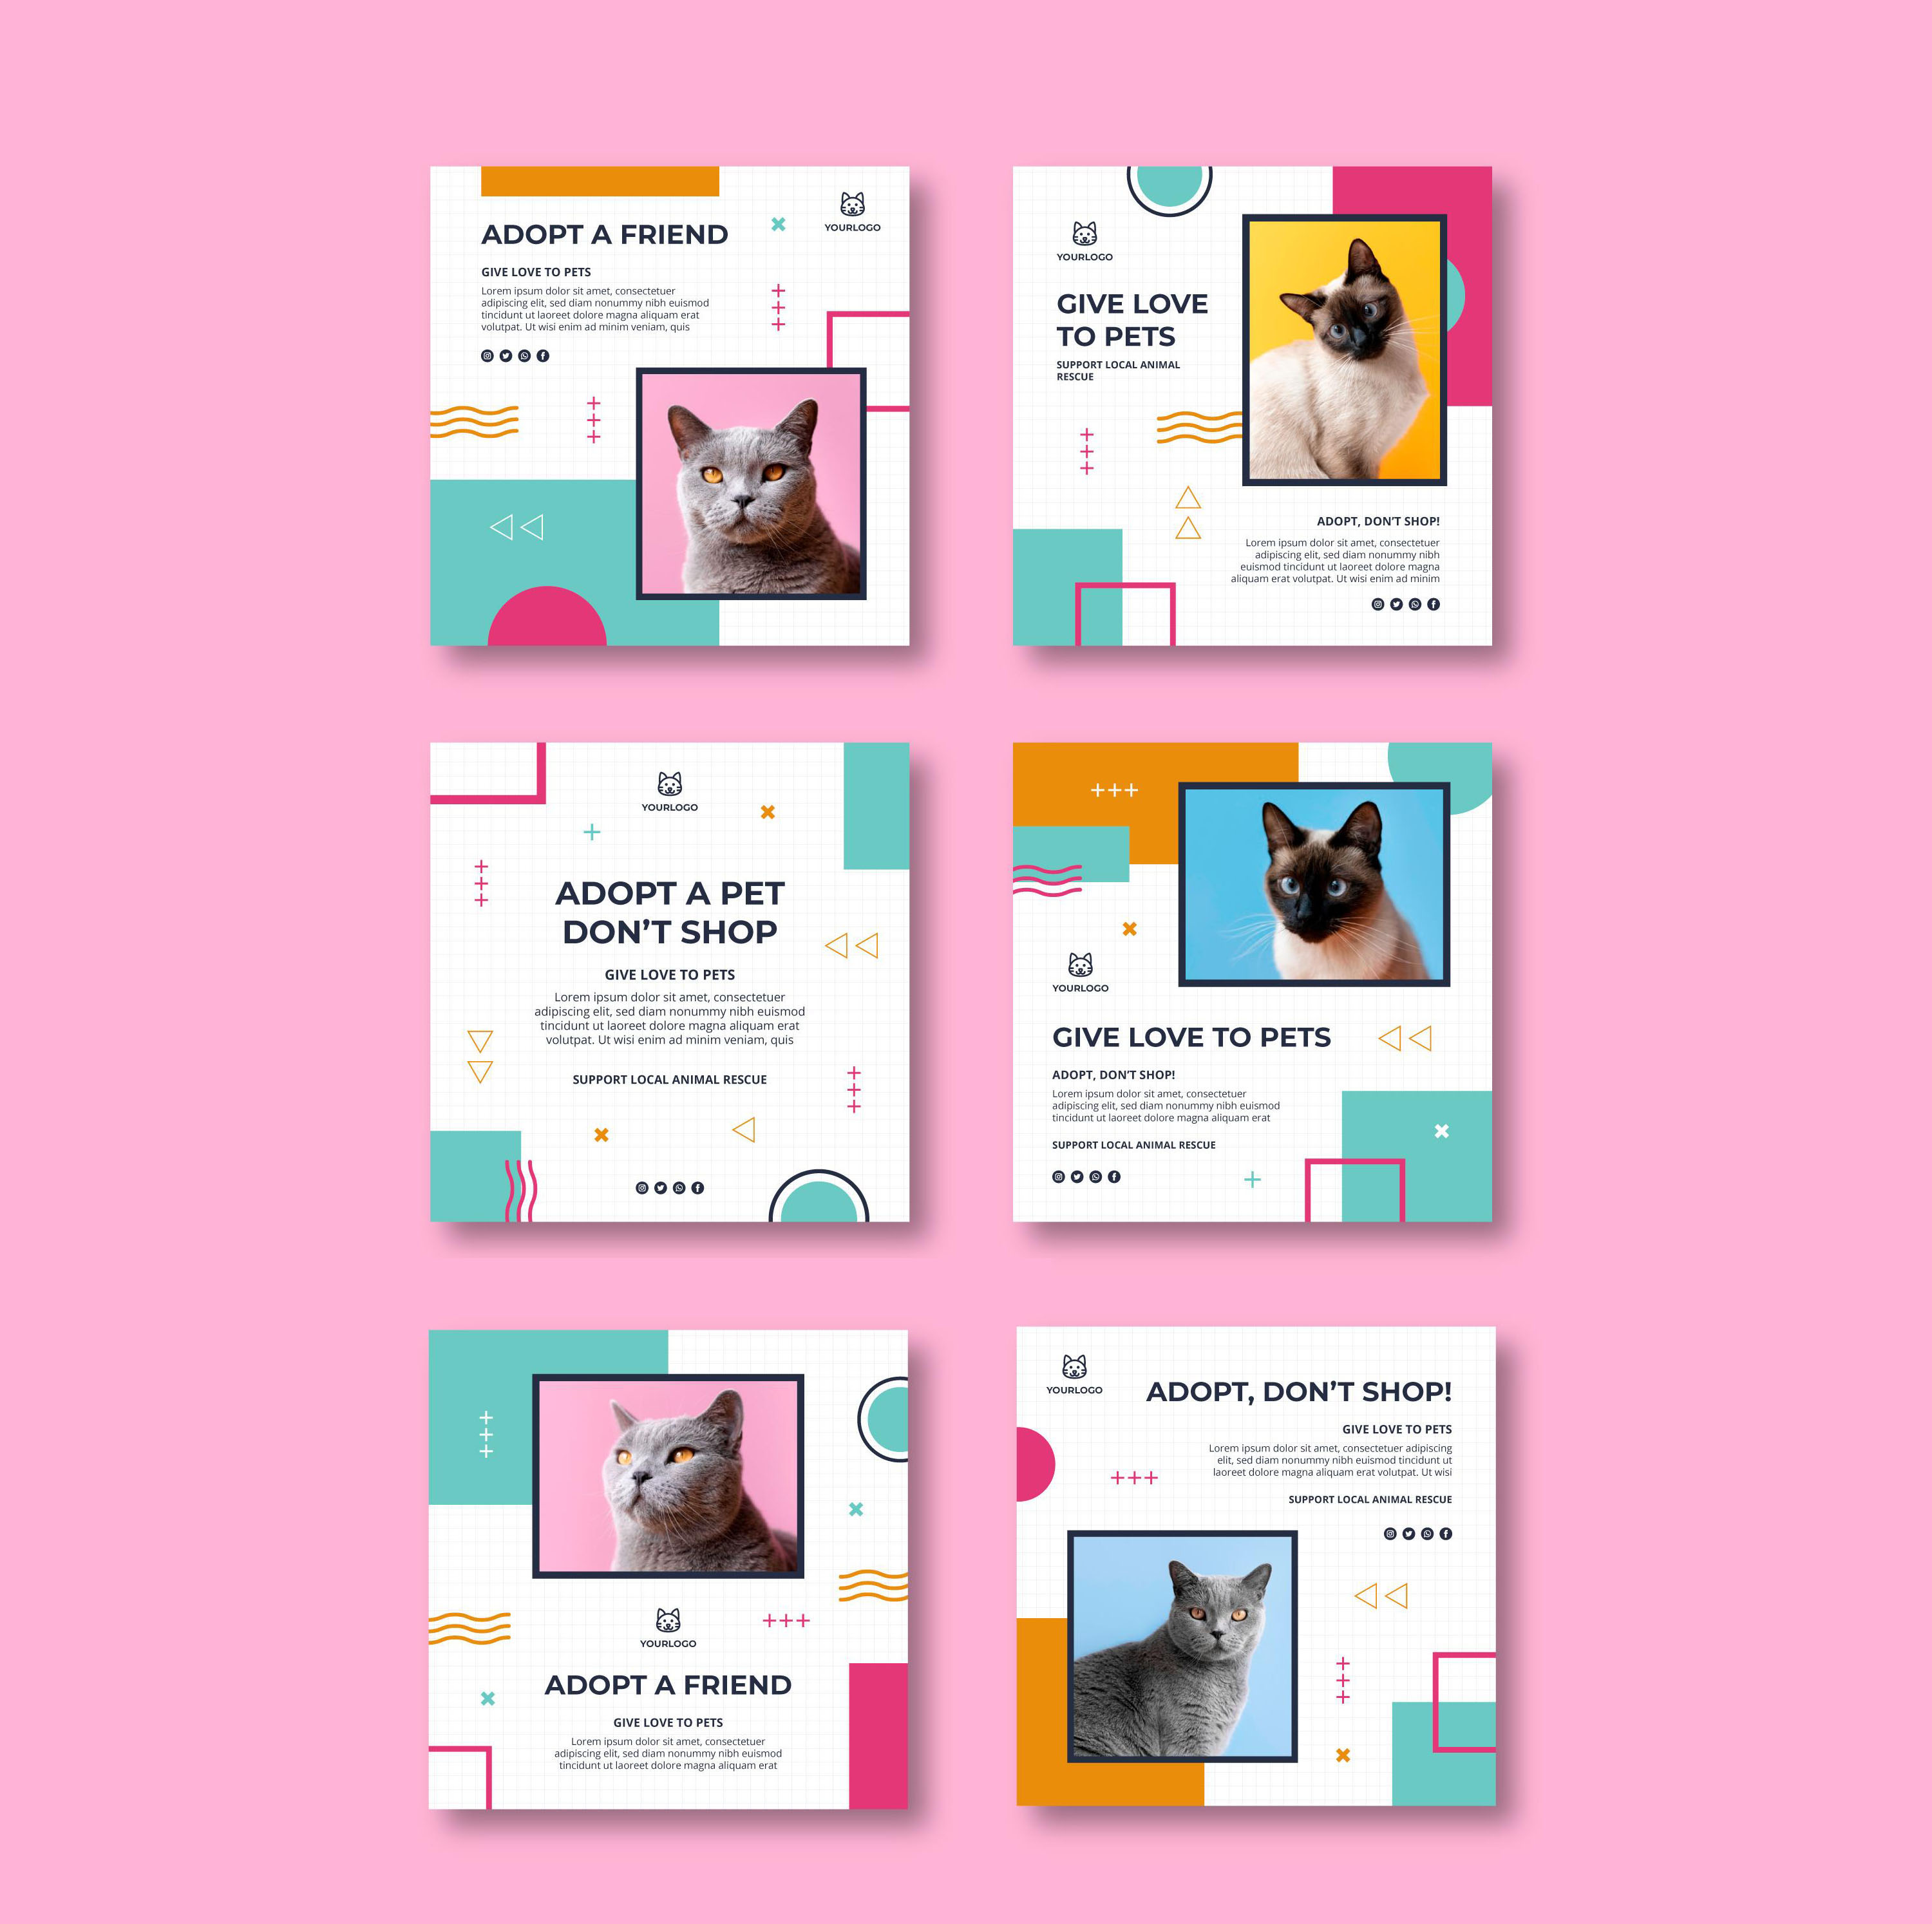 ADOPT A FRIEND
YOURLOGO
GIVE LOVE TO PETS
Lorem ipsum dolor sit amet, consectetuer
adipiscing elit, sed diam nonummy nibh euismod
tincidunt ut laoreet dolore magna aliquam erat
volutpat. Ut wisi enim ad minim veniam, quis
YOURLOGO
GIVE LOVE
TO PETS
SUPPORT LOCAL ANIMAL
RESCUE
ADOPT, DON'T SHOP!
Lorem ipsum dolor sit amet, consectetuer
adipiscing elit, sed diam nonummy nibh
euismod tincidunt ut laoreet dolore magna
aliquam erat volutpat. Ut wisi enim ad minim
YOURLOGO
ADOPT A PET
DON'T SHOP
GIVE LOVE TO PETS
Lorem ipsum dolor sit amet, consectetuer
adipiscing elit, sed diam nonummy nibh euismod
tincidunt ut laoreet dolore magna aliquam erat
volutpat. Ut wisi enim ad minim veniam, quis
SUPPORT LOCAL ANIMAL RESCUE
YOURLOGO
GIVE LOVE TO PETS
ADOPT, DON'T SHOP!
Lorem ipsum dolor sit amet, consectetuer
adipiscing elit, sed diam nonummy nibh euismod
tincidunt ut laoreet dolore magna aliquam erat
SUPPORT LOCAL ANIMAL RESCUE
YOURLOGO
ADOPT A FRIEND
GIVE LOVE TO PETS
Lorem ipsum dolor sit amet, consectetuer
adipiscing elit, sed diam nonummy nibh euismod
tincidunt ut laoreet dolore magna aliquam erat
YOURLOGO
ADOPT, DON'T SHOP!
GIVE LOVE TO PETS
Lorem ipsum dolor sit amet, consectetuer adipiscing
elit, sed diam nonummy nibh euismod tincidunt ut
laoreet dolore magna aliquam erat volutpat. Ut wisi
SUPPORT LOCAL ANIMAL RESCUE